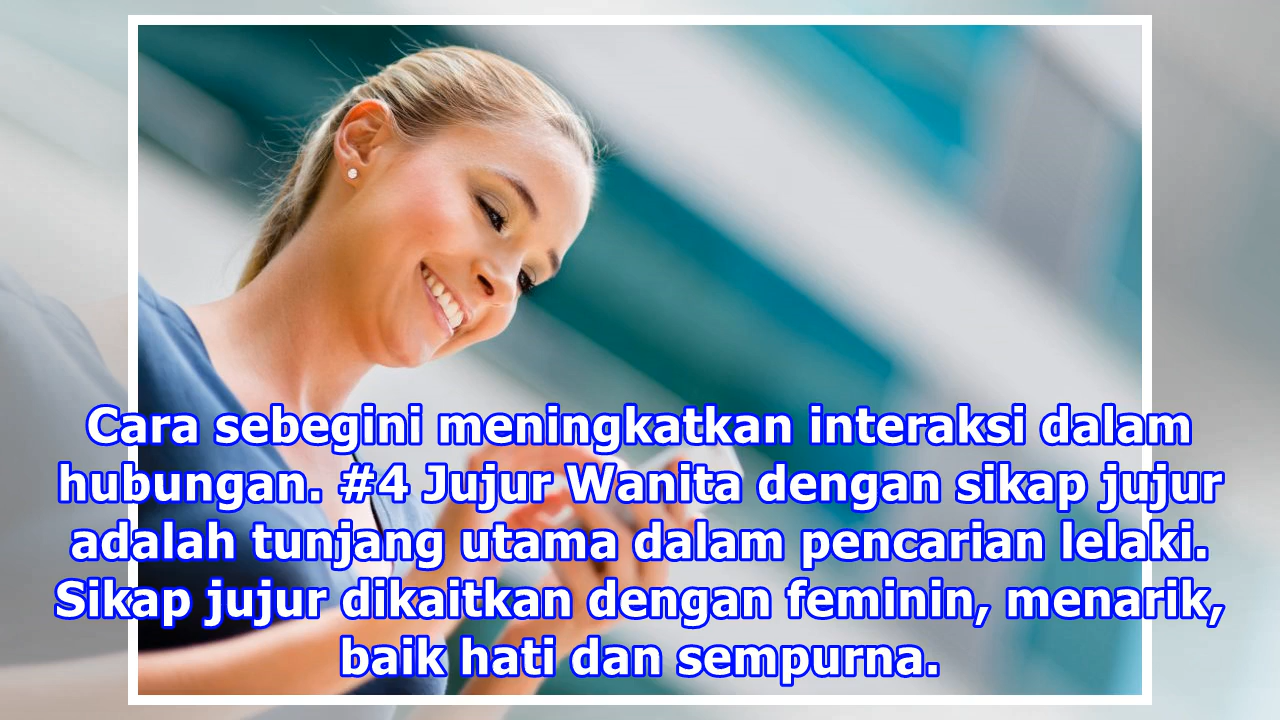 Cara sebegini meningkatkan interaksi dalam
hubungan. #4 Jujur Wanita dengan sikap jujur
adalah tunjang utama dalam pencarian lelaki.
Sikap jujur dikaitkan dengan feminin, menarik,
baik hati dan sempurna.